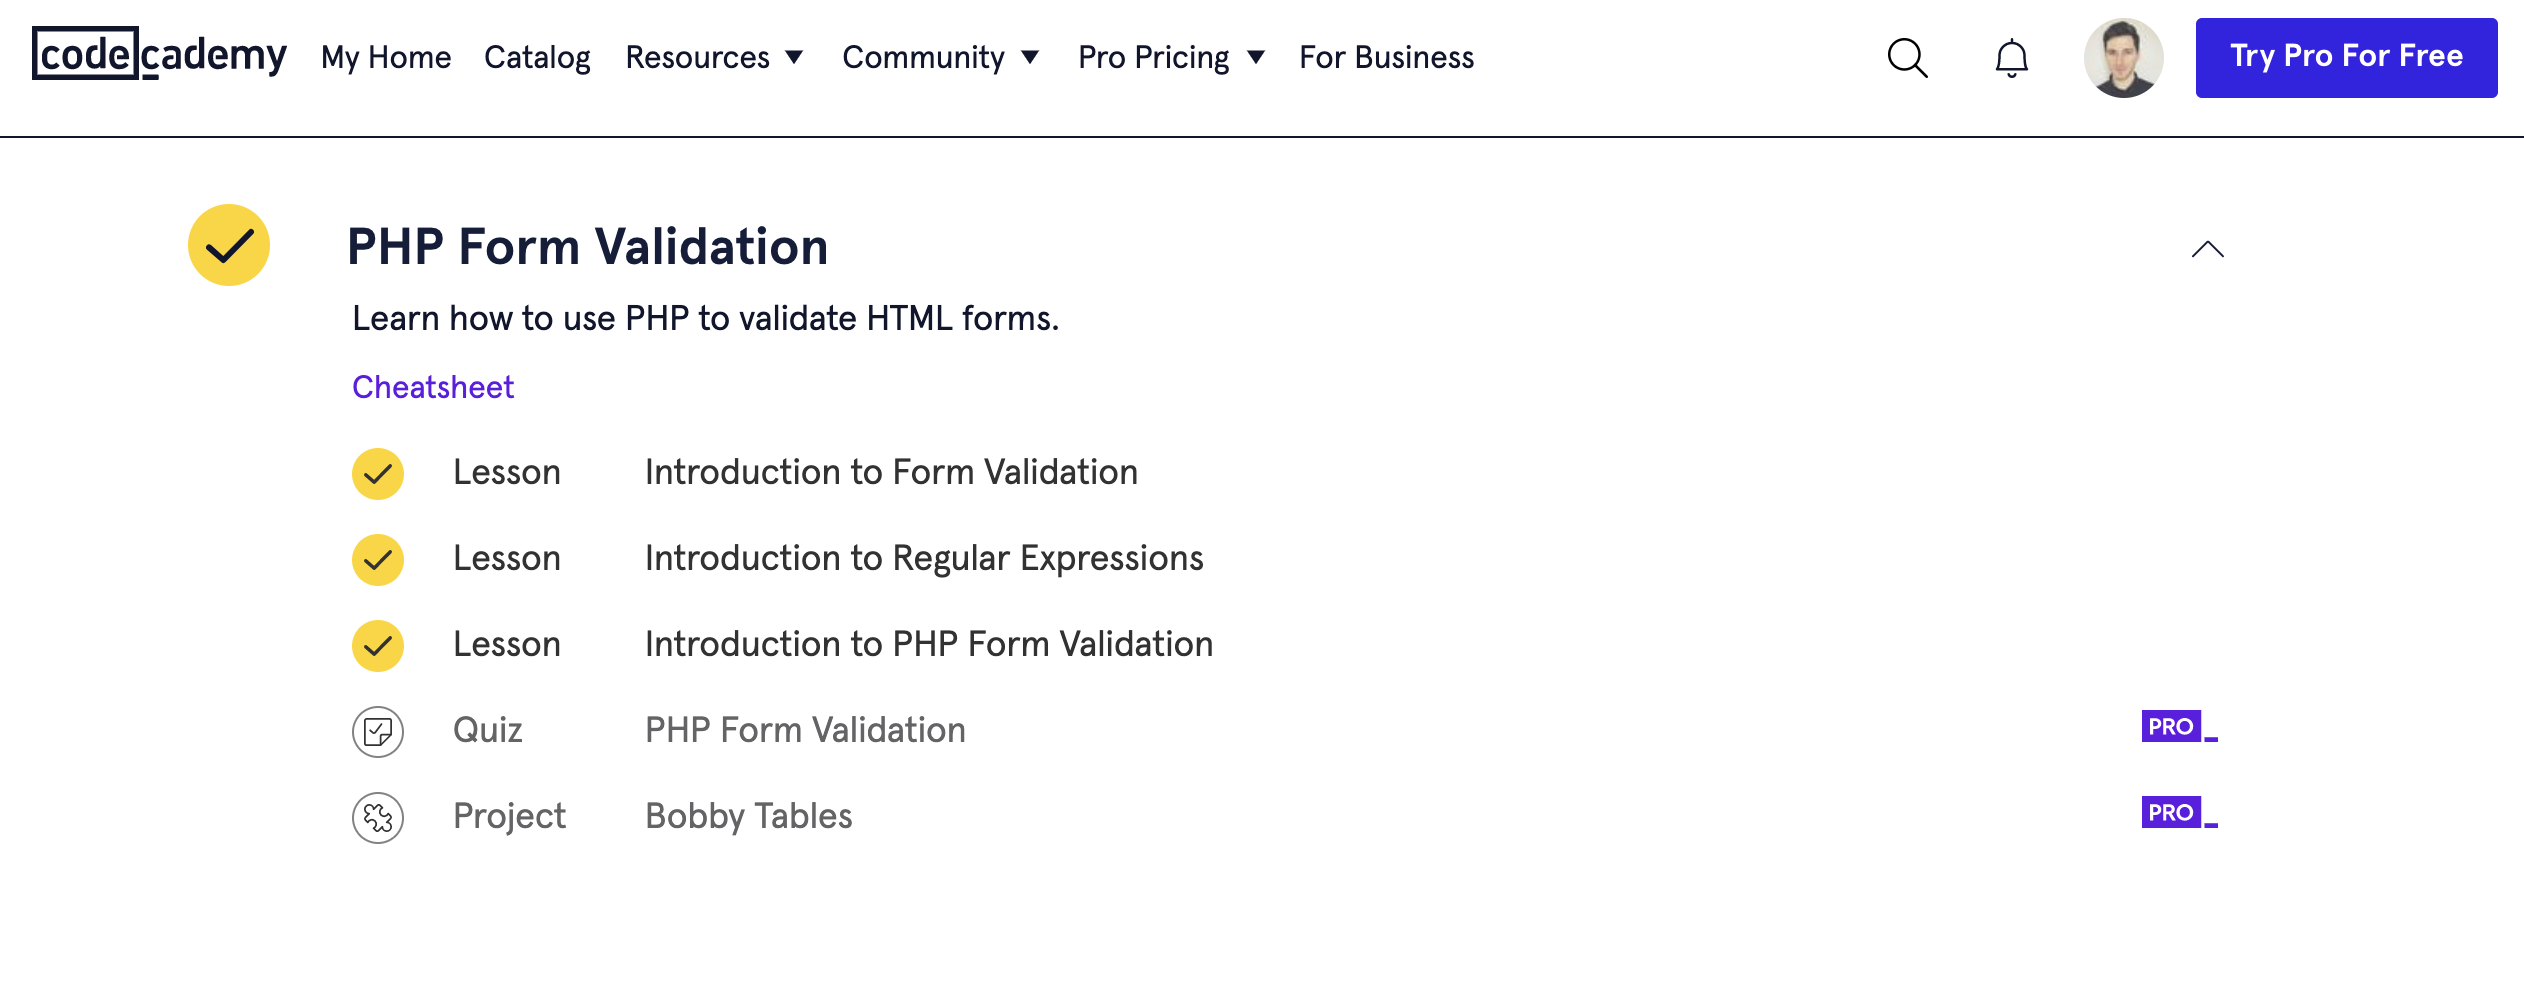 codecademy My Home Catalog Resources Community Pro Pricing For Business Try Pro For Free
PHP Form Validation
Learn how to use PHP to validate HTML forms.
Cheatsheet
Lesson Introduction to Form Validation
Lesson Introduction to Regular Expressions
Lesson Introduction to PHP Form Validation
Quiz PHP Form Validation PRO_
Project Bobby Tables PRO_